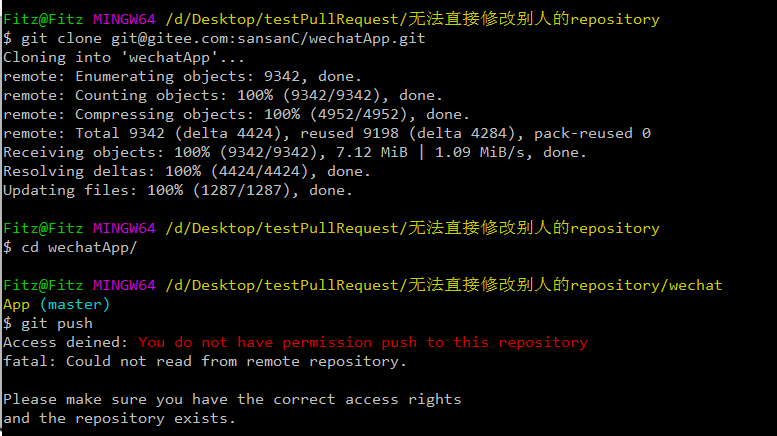 Fitz@Fitz MINGW64 /d/Desktop/testPullRequest/无法直接修改别人的repository
$ git clone git@gitee.com:sansanC/wechatApp.git
Cloning into 'wechatApp'...
remote: Enumerating objects: 9342, done.
remote: Counting objects: 100% (9342/9342), done.
remote: Compressing objects: 100% (4952/4952), done.
remote: Total 9342 (delta 4424), reused 9198 (delta 4284), pack-reused 0
Receiving objects: 100% (9342/9342), 7.12 MiB | 1.09 MiB/s, done.
Resolving deltas: 100% (4424/4424), done.
Updating files: 100% (1287/1287), done.
Fitz@Fitz MINGW64 /d/Desktop/testPullRequest/无法直接修改别人的repository
$ cd wechatApp/
Fitz@Fitz MINGW64 /d/Desktop/testPullRequest/无法直接修改别人的repository/wechat
App (master)
$ git push
Access deined: You do not have permission push to this repository
fatal: Could not read from remote repository.
Please make sure you have the correct access rights
and the repository exists.